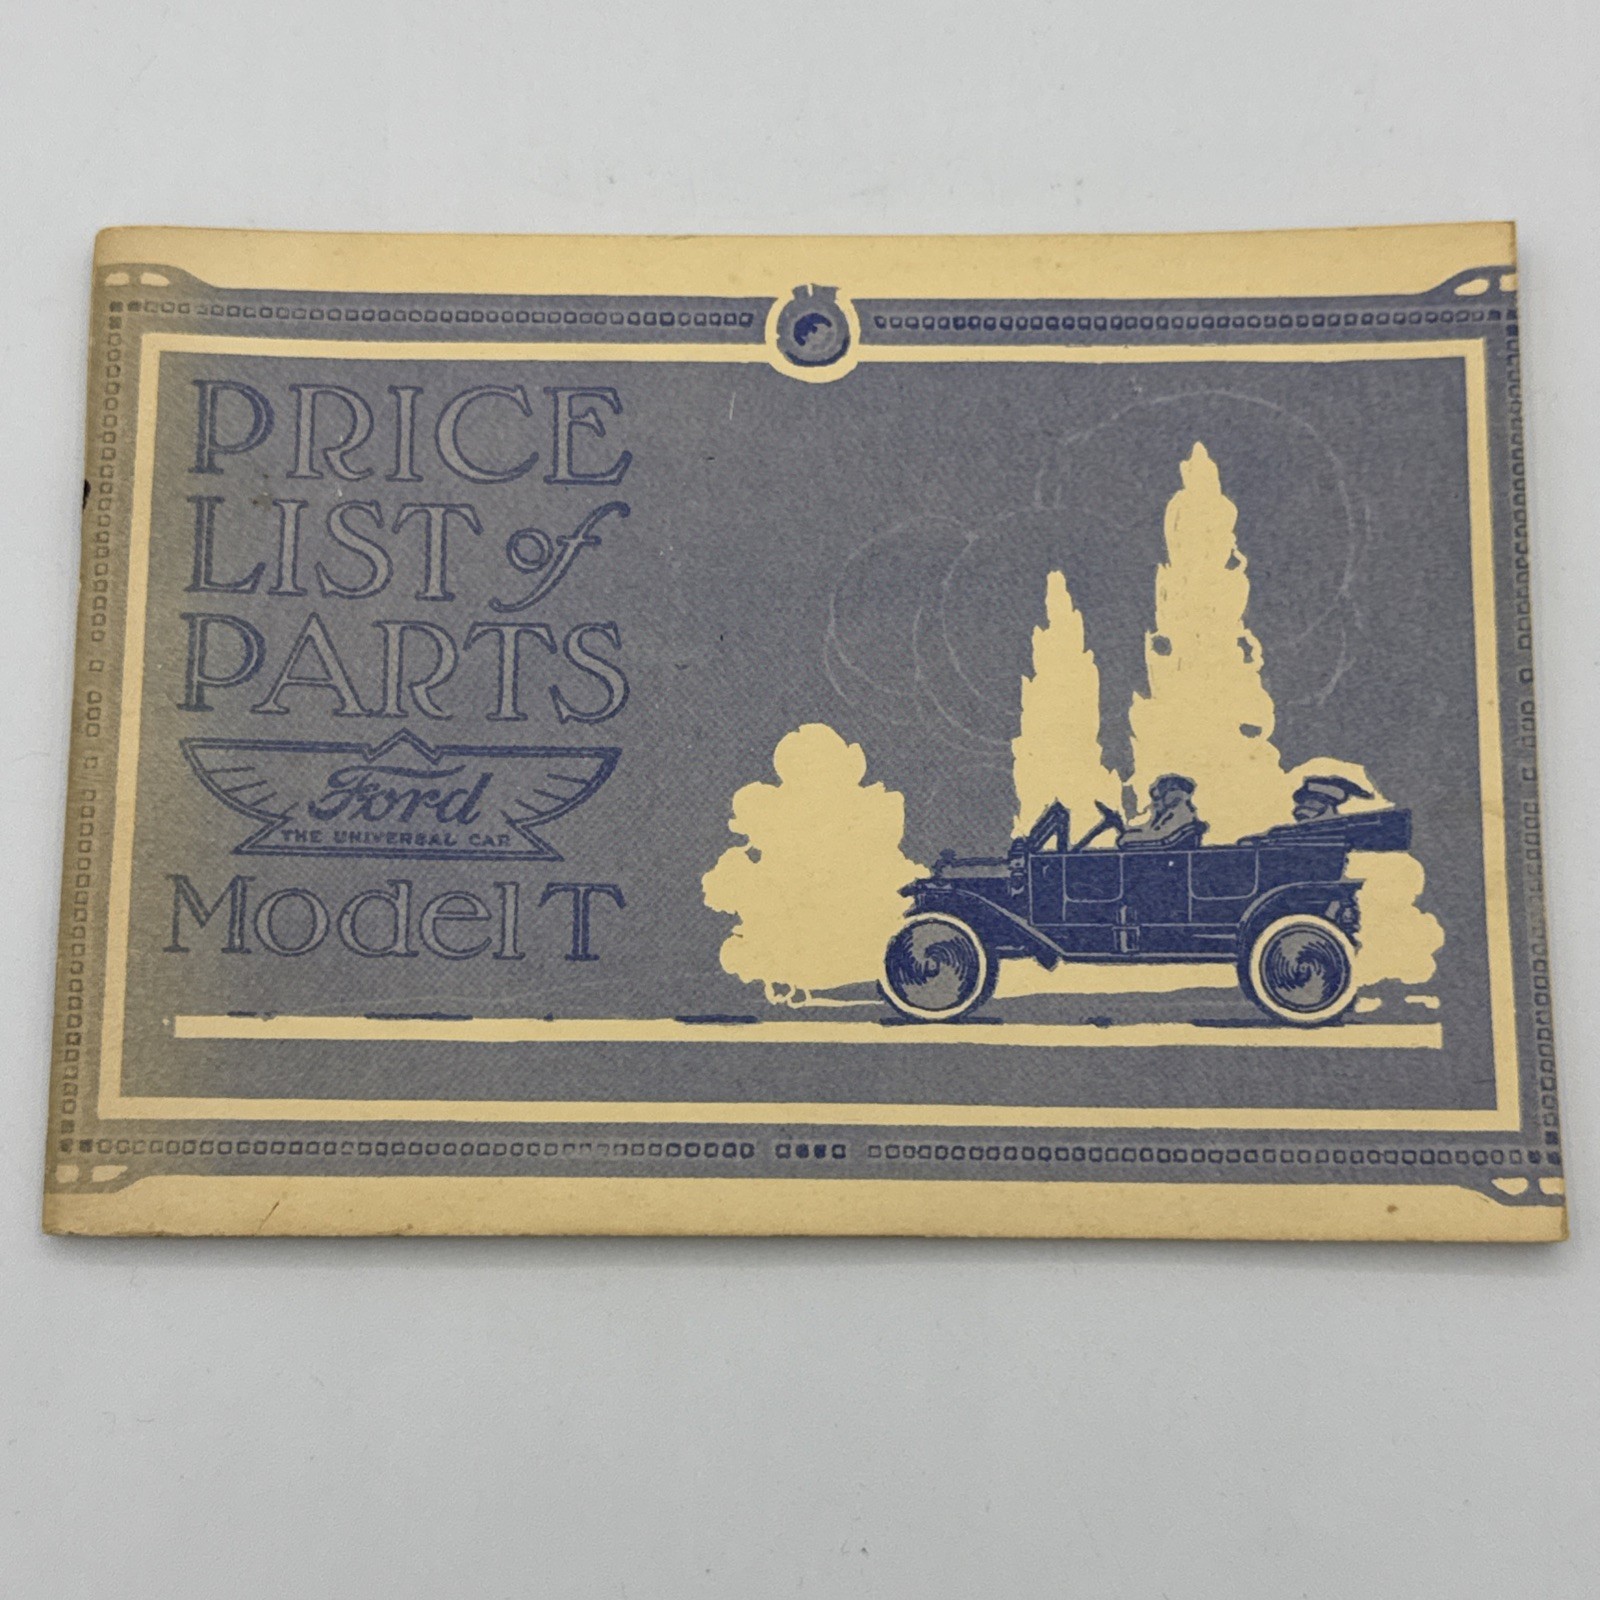 PRICE
LIST of
PARTS
Ford
THE UNIVERSAL CAR
Model T